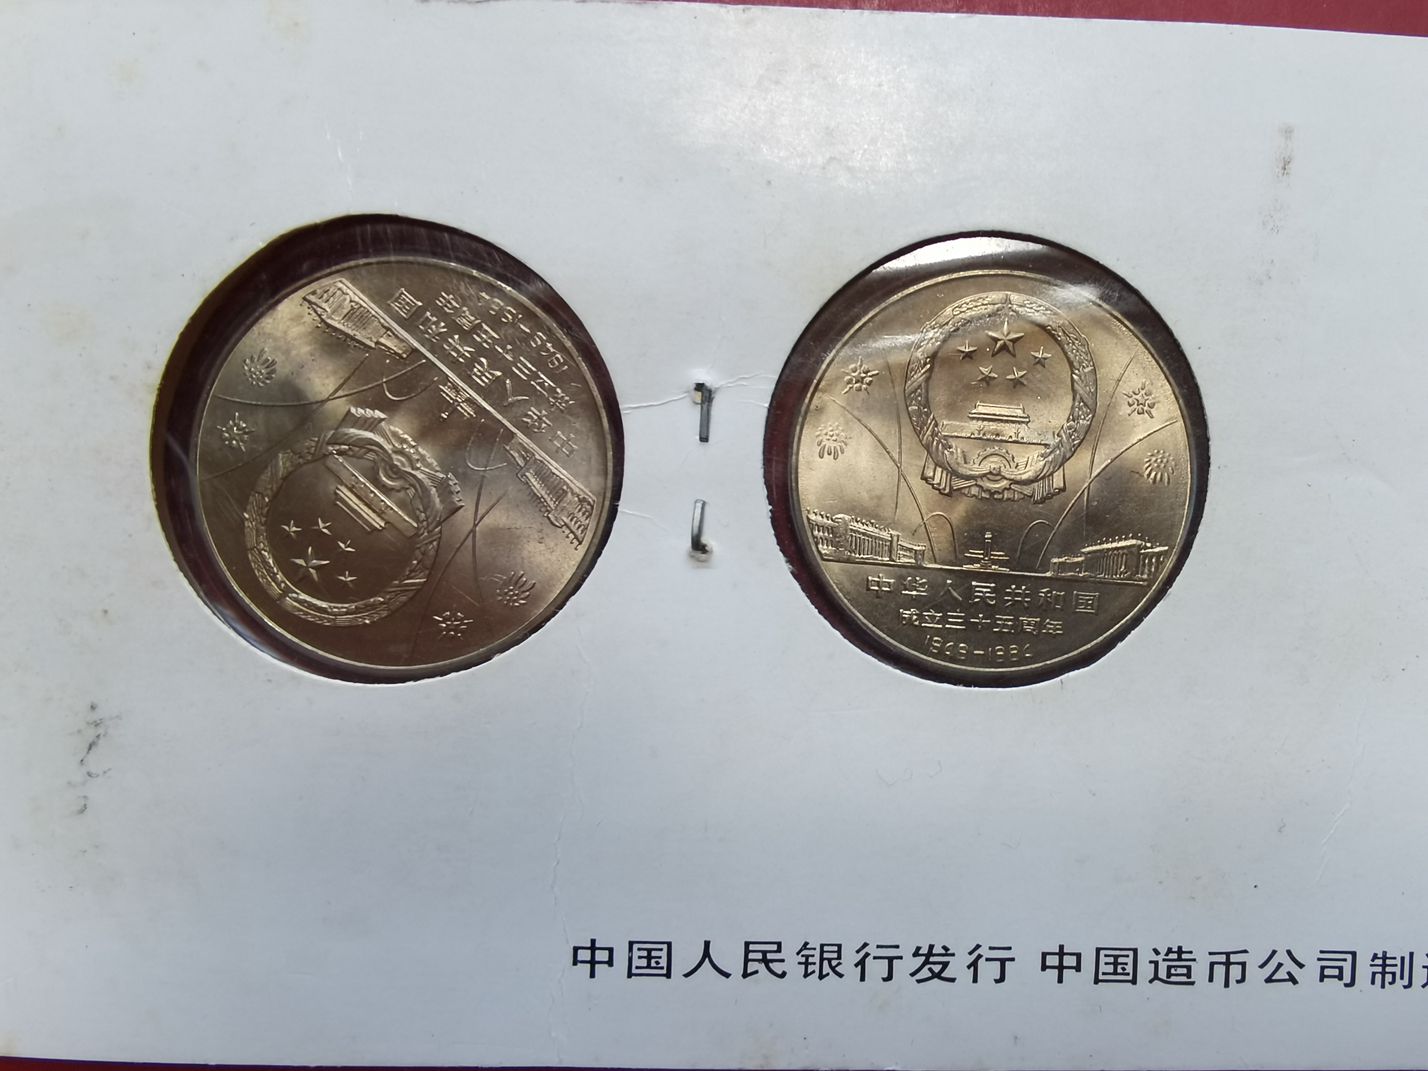 中华人民共和国
成立三十五周年
1949-1984
中华人民共和国
成立三十五周年
1949-1984
中国人民银行发行 中国造币公司制造